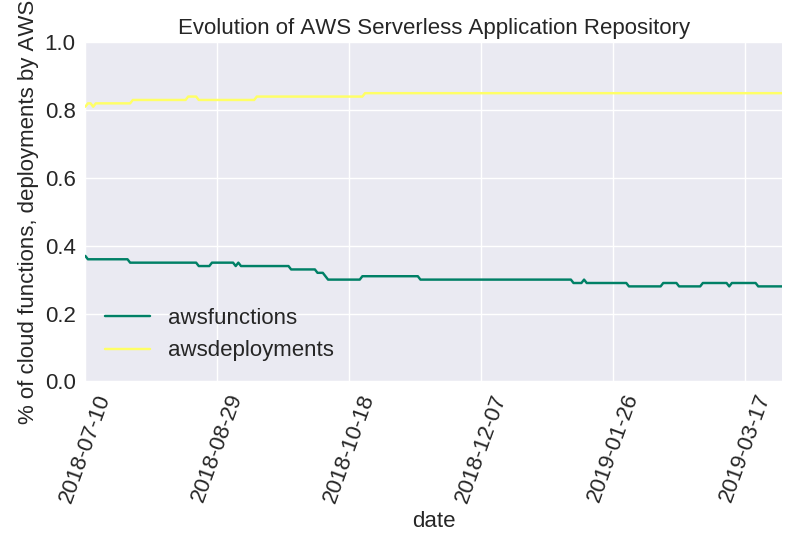 Evolution of AWS Serverless Application Repository
% of cloud functions, deployments by AWS
1.0
0.8
0.6
0.4
0.2
0.0
awsfunctions
awsdeployments
2018-07-10
2018-08-29
2018-10-18
2018-12-07
2019-01-26
2019-03-17
date